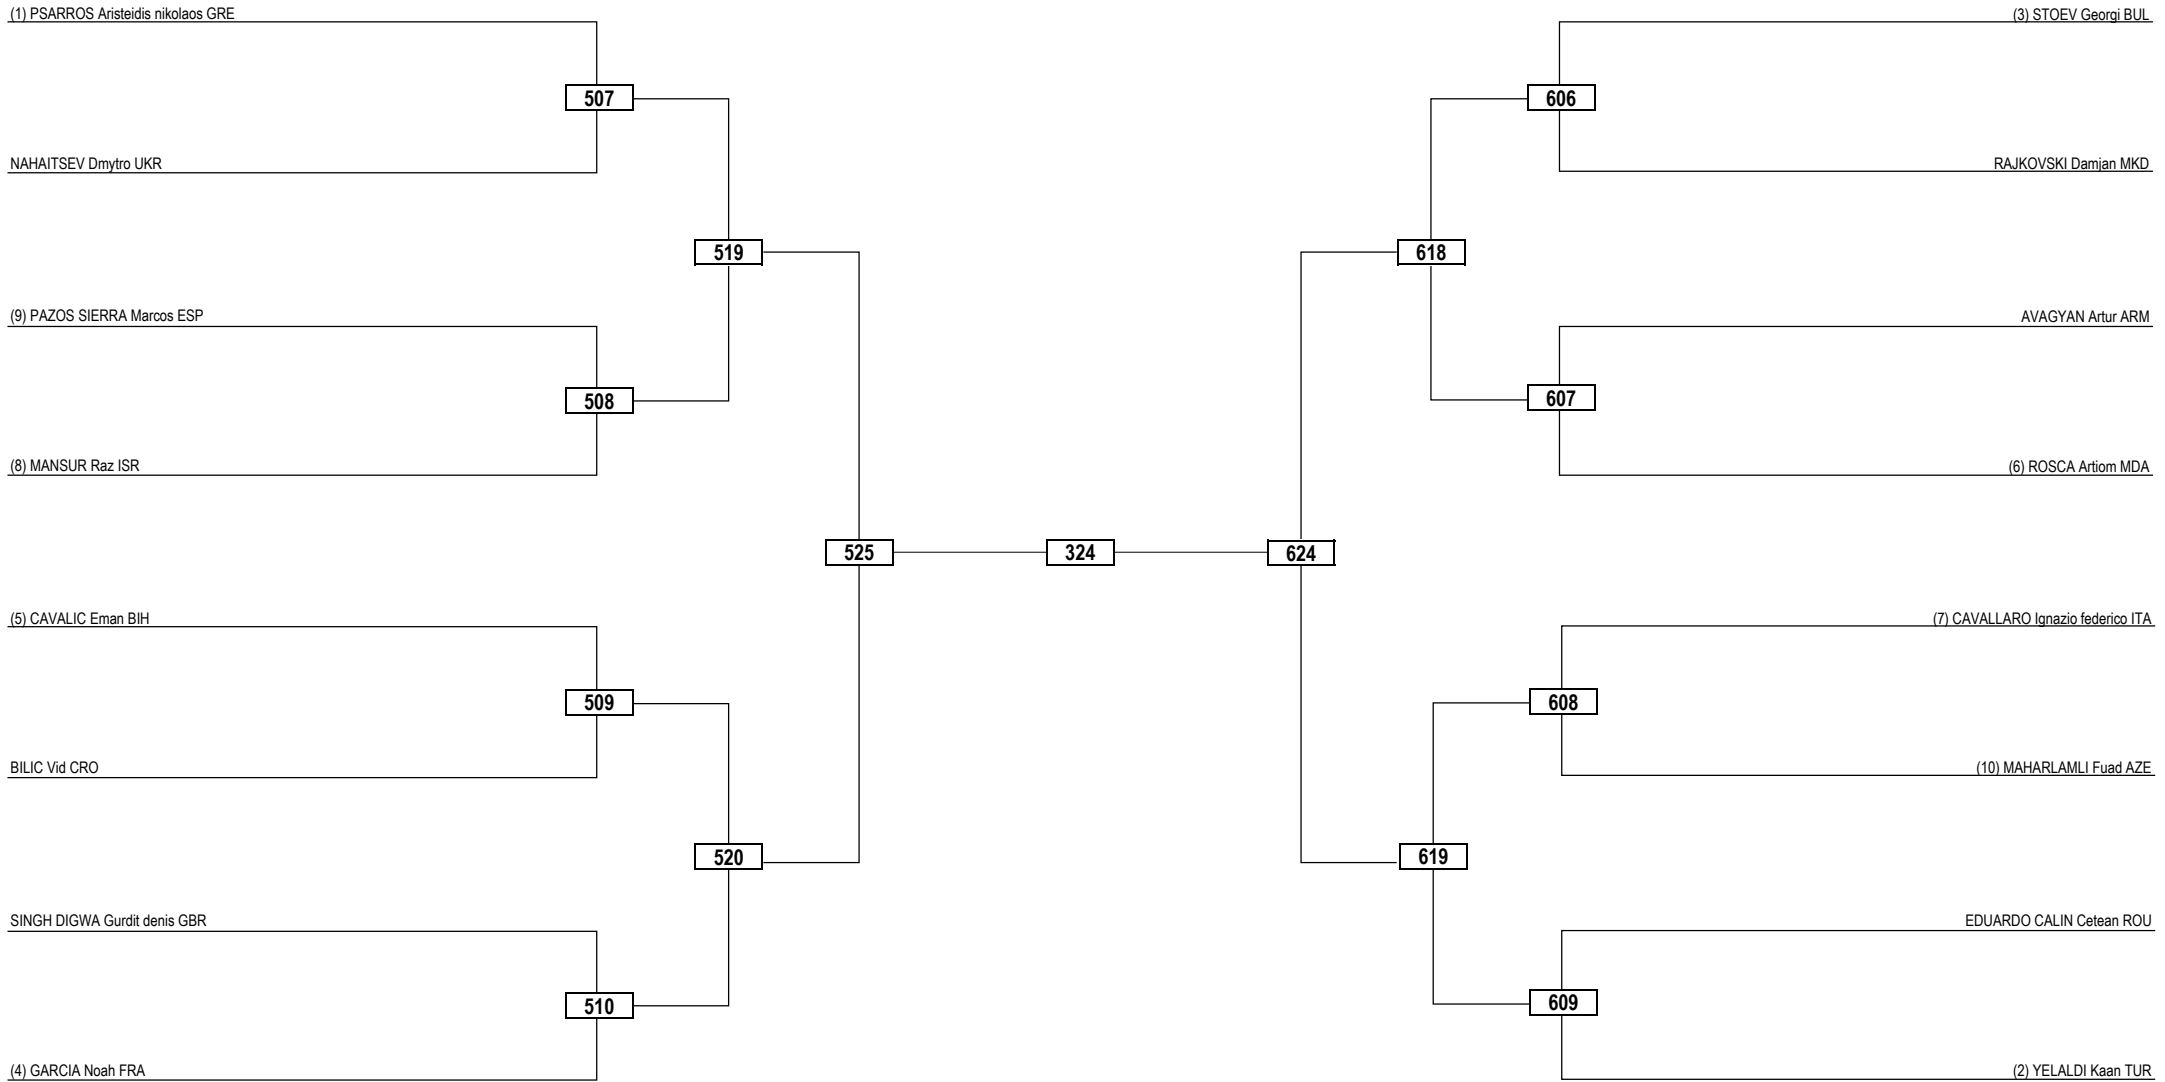 (1) PSARROS Aristeidis nikolaos GRE
(3) STOEV Georgi BUL
507
606
NAHAITSEV Dmytro UKR
RAJKOVSKI Damjan MKD
519
618
(9) PAZOS SIERRA Marcos ESP
AVAGYAN Artur ARM
508
607
(8) MANSUR Raz ISR
(6) ROSCA Artiom MDA
525
324
624
(5) CAVALIC Eman BIH
(7) CAVALLARO Ignazio federico ITA
509
608
BILIC Vid CRO
(10) MAHARLAMLI Fuad AZE
520
619
SINGH DIGWA Gurdit denis GBR
EDUARDO CALIN Cetean ROU
510
609
(4) GARCIA Noah FRA
(2) YELALDI Kaan TUR